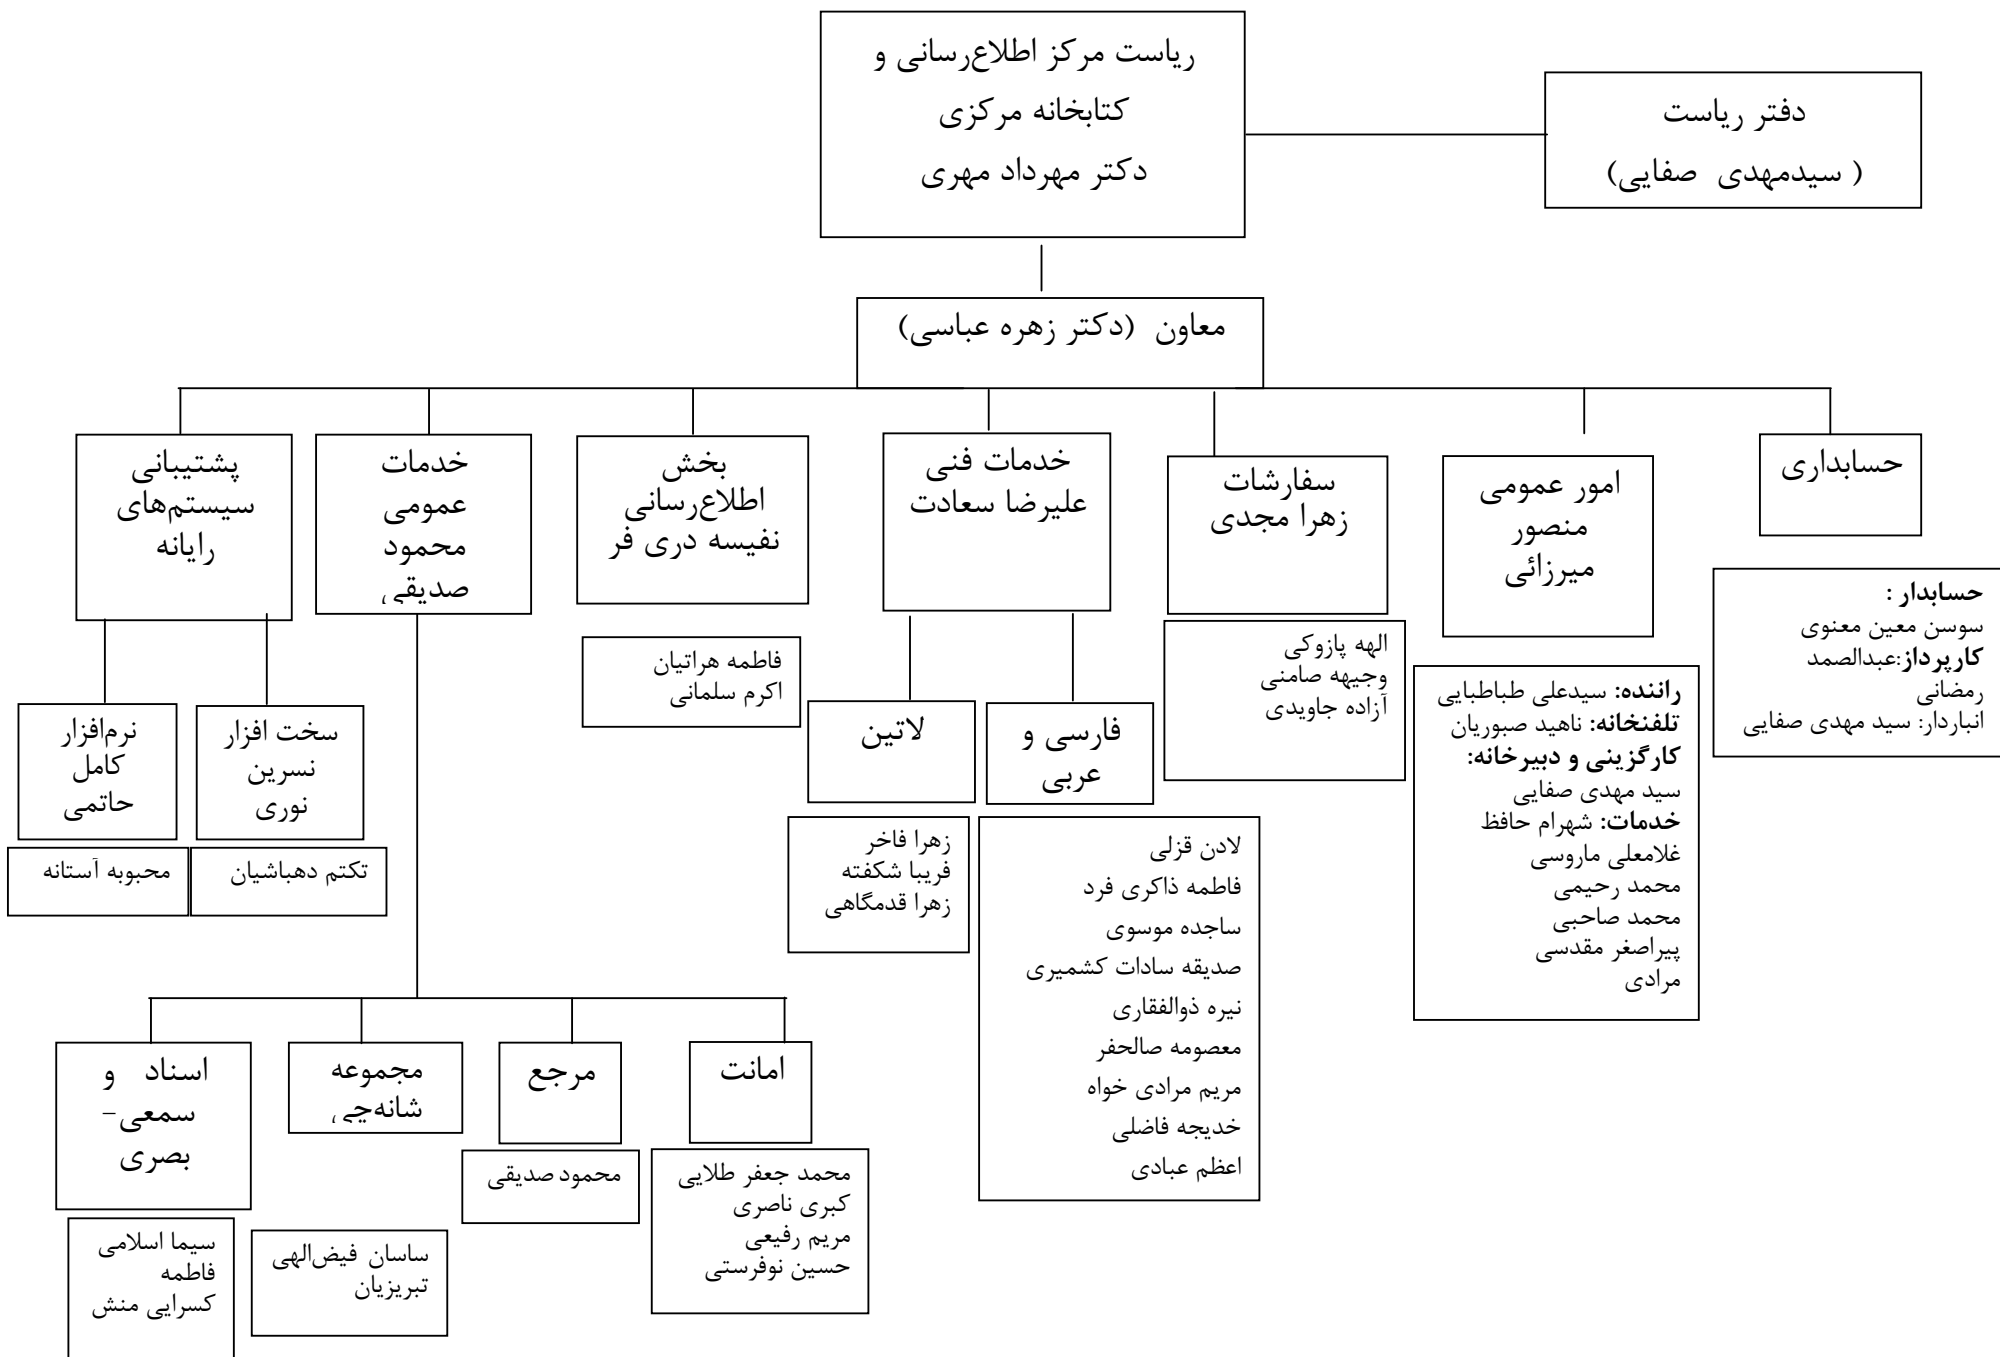 ریاست مرکز اطلاع‌رسانی و
کتابخانه مرکزی
دکتر مهرداد مهری
دفتر ریاست
( سیدمهدی صفایی)
معاون (دکتر زهره عباسی)
حسابداری
امور عمومی
منصور
میرزائی
سفارشات
زهرا مجدی
خدمات فنی
علیرضا سعادت
بخش
اطلاع‌رسانی
نفیسه دری فر
خدمات
عمومی
محمود
صدیقی
پشتیبانی
سیستم‌های
رایانه
حسابدار :
سوسن معین معنوی
کارپرداز:عبدالصمد
رمضانی
انباردار: سید مهدی صفایی
راننده: سیدعلی طباطبایی
تلفنخانه: ناهید صبوریان
کارگزینی و دبیرخانه:
سید مهدی صفایی
خدمات: شهرام حافظ
غلامعلی ماروسی
محمد رحیمی
محمد صاحبی
پیراصغر مقدسی
مرادی
الهه پازوکی
وجیهه صامنی
آزاده جاویدی
فارسی و
عربی
لاتین
لادن قزلی
فاطمه ذاکری فرد
ساجده موسوی
صدیقه سادات کشمیری
نیره ذوالفقاری
معصومه صالحفر
مریم مرادی خواه
خدیجه فاضلی
اعظم عبادی
زهرا فاخر
فریبا شکفته
زهرا قدمگاهی
فاطمه هراتیان
اکرم سلمانی
سخت افزار
نسرین
نوری
نرم‌افزار
کامل
حاتمی
تکتم دهباشیان
محبوبه آستانه
امانت
مرجع
مجموعه
شانه‌چی
اسناد و
سمعی-
بصری
محمد جعفر طلایی
کبری ناصری
مریم رفیعی
حسین نوفرستی
محمود صدیقی
ساسان فیض‌الهی
تبریزیان
سیما اسلامی
فاطمه
کسرایی منش